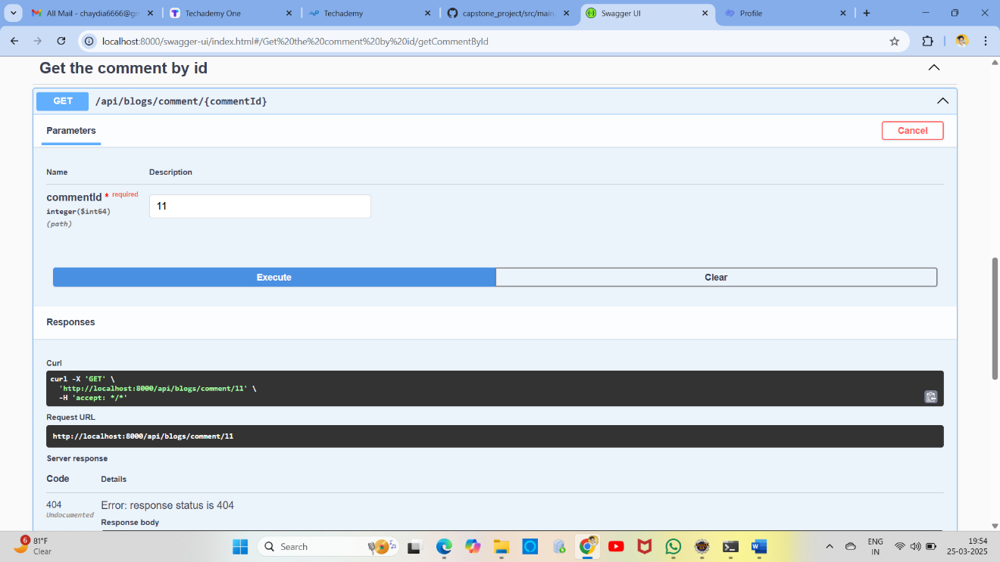 All Mail - chaydia6666@gm
Techademy One
Techademy
capstone_project/src/main.
Swagger UI
Profile
localhost:8000/swagger-ui/index.html#/Get%20the%20comment%20by%20id/getCommentById
Get the comment by id
GET
/api/blogs/comment/{commentId}
Parameters
Cancel
Name
Description
commentId * required
integer($int64)
(path)
11
Execute
Clear
Responses
Curl
curl -X 'GET' \
'http://localhost:8000/api/blogs/comment/11' \
-H 'accept: */*'
Request URL
http://localhost:8000/api/blogs/comment/11
Server response
Code
Details
404
Undocumented
Error: response status is 404
Response body
6
81°F
Clear
Search
ENG
IN
19:54
25-03-2025